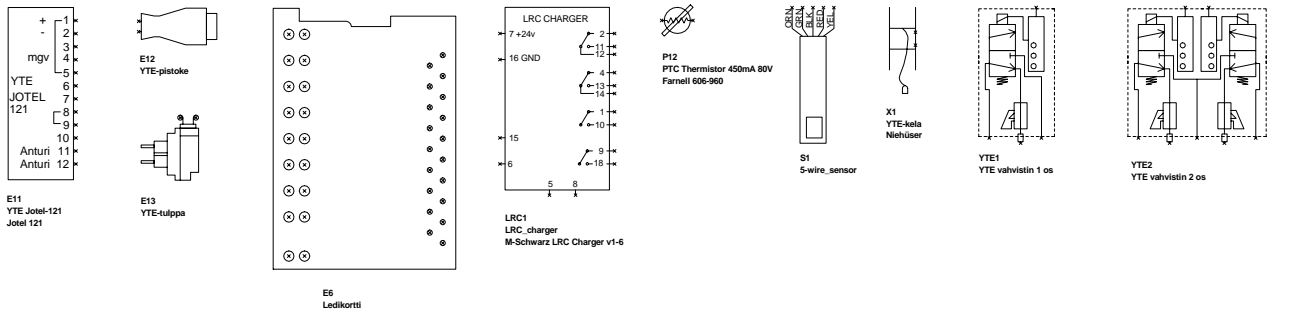 + 1
- 2
3
mgv 4
5
YTE 6
JOTEL 7
121 8
9
10
Anturi 11
Anturi 12
E11
YTE Jotel-121
Jotel 121
E12
YTE-pistoke
E13
YTE-tulppa
E6
Ledikortti
LRC CHARGER
7 +24v 2
11
12
16 GND
4
13
14
1
10
15
9
6 18
5 8
LRC1
LRC_charger
M-Schwarz LRC Charger v1-6
P12
PTC Thermistor 450mA 80V
Farnell 606-960
ORN
GRN
BLK
RED
YEL
S1
5-wire_sensor
X1
YTE-kela
Niehüser
YTE1
YTE vahvistin 1 os
YTE2
YTE vahvistin 2 os